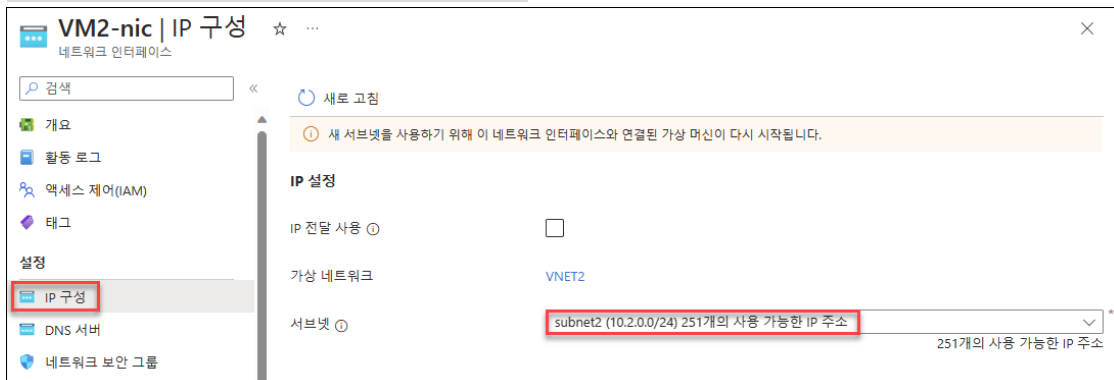 VM2-nic | IP 구성 ☆ ···
네트워크 인터페이스
검색
개요
활동 로그
액세스 제어(IAM)
태그
설정
IP 구성
DNS 서버
네트워크 보안 그룹
새로 고침
새 서브넷을 사용하기 위해 이 네트워크 인터페이스와 연결된 가상 머신이 다시 시작됩니다.
IP 설정
IP 전달 사용
가상 네트워크 VNET2
서브넷 subnet2 (10.2.0.0/24) 251개의 사용 가능한 IP 주소 *
251개의 사용 가능한 IP 주소